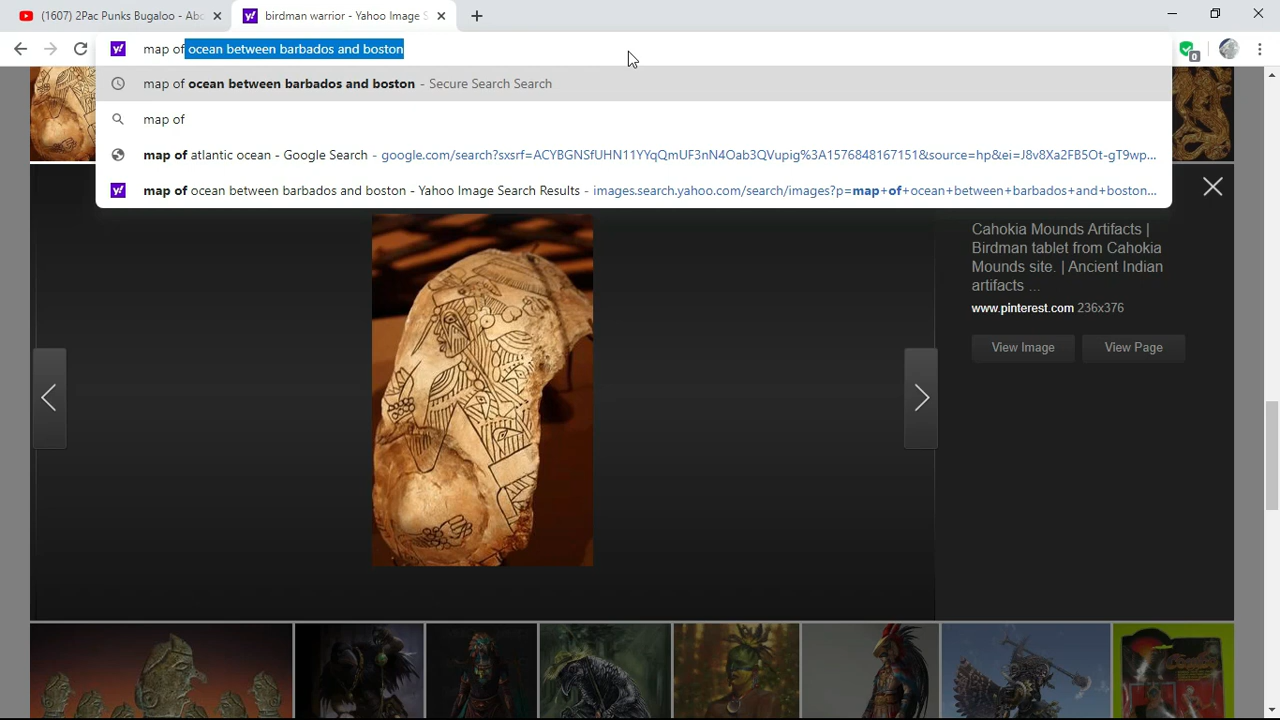 (1607) 2Pac Punks Bugaloo - Abc
birdman warrior - Yahoo Image S
map of ocean between barbados and boston
map of ocean between barbados and boston - Secure Search Search
map of
map of atlantic ocean - Google Search - google.com/search?sxsrf=ACYBGNSfUHN11YYqQmUF3nN4Oab3QVupig%3A1576848167151&source=hp&ei=J8v8Xa2FB5Ot-gT9wp...
map of ocean between barbados and boston - Yahoo Image Search Results - images.search.yahoo.com/search/images?p=map+of+ocean+between+barbados+and+boston...
0
Cahokia Mounds Artifacts |
Birdman tablet from Cahokia
Mounds site. | Ancient Indian
artifacts ...
www.pinterest.com 236x376
View Image
View Page